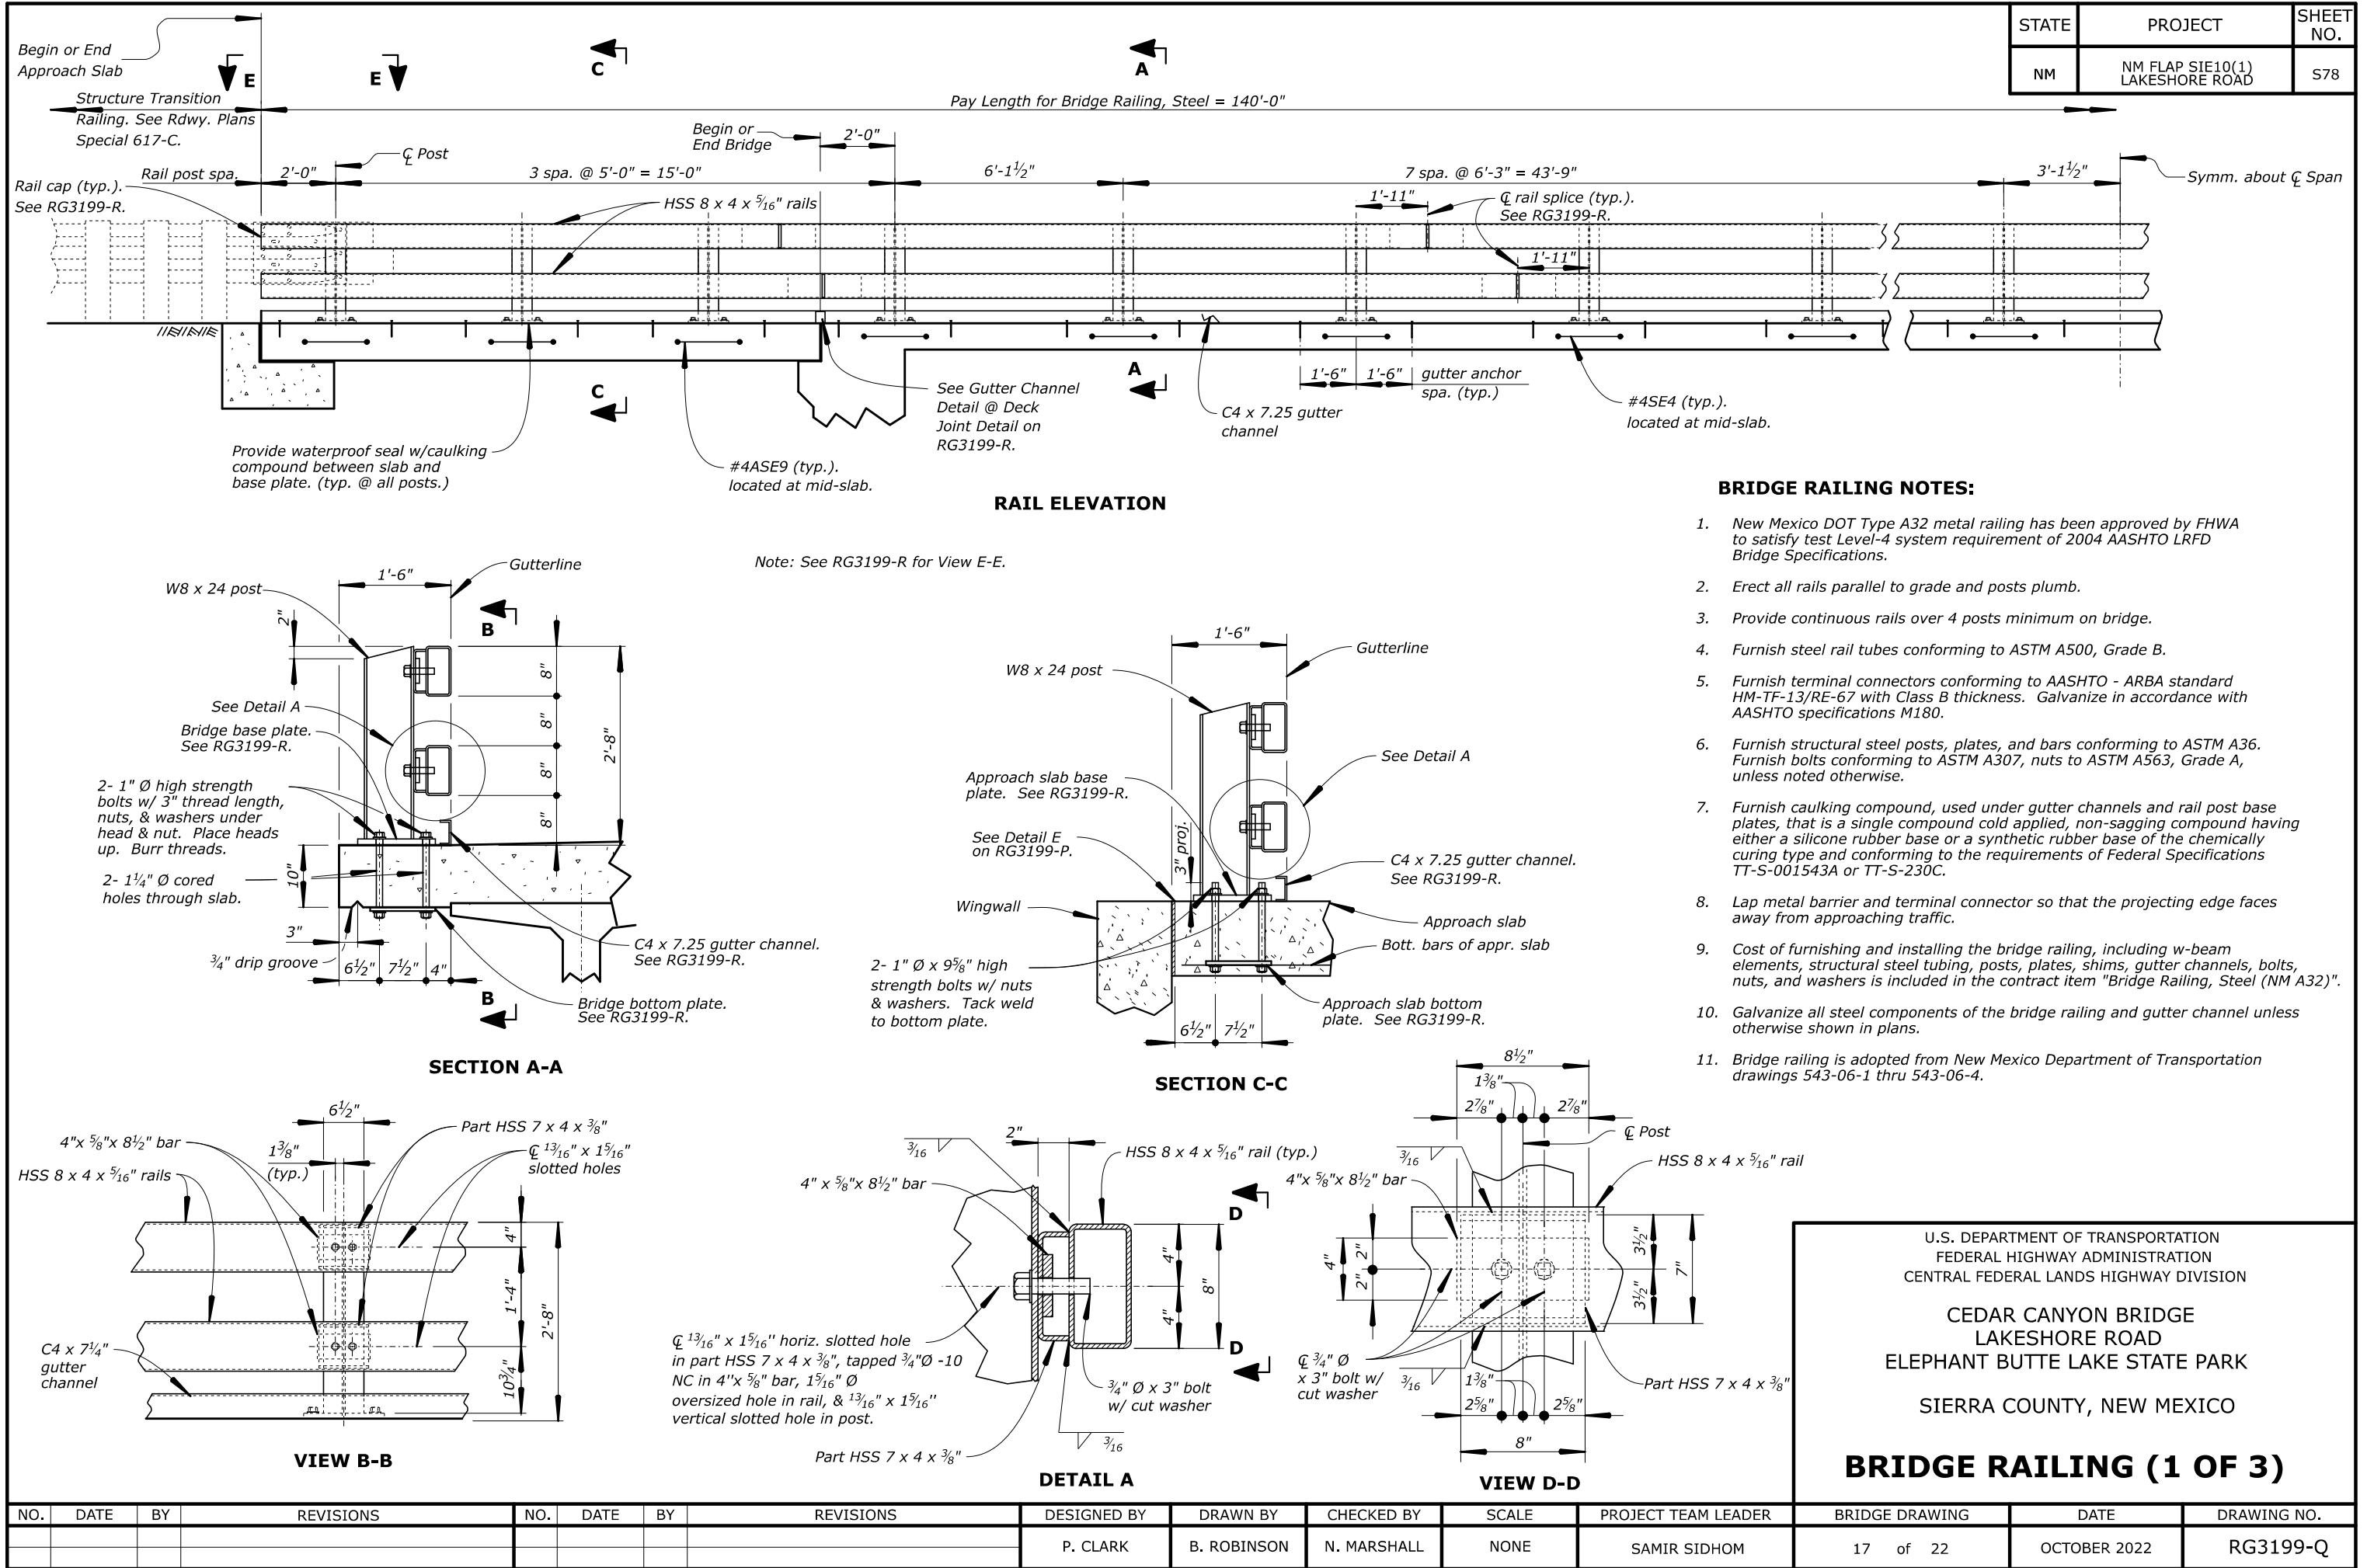 STATE
PROJECT
SHEET
NO.
NM
NM FLAP SIE10(1)
LAKESHORE ROAD
S78
Begin or End
Approach Slab
E
E
C
A
Structure Transition
Railing. See Rdwy. Plans
Special 617-C.
Pay Length for Bridge Railing, Steel = 140'-0"
Begin or
End Bridge
2'-0"
℄ Post
Rail post spa.
2'-0"
3 spa. @ 5'-0" = 15'-0"
6'-1½"
7 spa. @ 6'-3" = 43'-9"
3'-1½"
Symm. about ℄ Span
Rail cap (typ.).
See RG3199-R.
HSS 8 x 4 x 5/16" rails
1'-11"
℄ rail splice (typ.).
See RG3199-R.
1'-11"
C
A
See Gutter Channel
Detail @ Deck
Joint Detail on
RG3199-R.
1'-6"
1'-6"
gutter anchor
spa. (typ.)
C4 x 7.25 gutter
channel
#4SE4 (typ.).
located at mid-slab.
Provide waterproof seal w/caulking
compound between slab and
base plate. (typ. @ all posts.)
#4ASE9 (typ.).
located at mid-slab.
RAIL ELEVATION
Note: See RG3199-R for View E-E.
BRIDGE RAILING NOTES:
1. New Mexico DOT Type A32 metal railing has been approved by FHWA
to satisfy test Level-4 system requirement of 2004 AASHTO LRFD
Bridge Specifications.
2. Erect all rails parallel to grade and posts plumb.
3. Provide continuous rails over 4 posts minimum on bridge.
4. Furnish steel rail tubes conforming to ASTM A500, Grade B.
5. Furnish terminal connectors conforming to AASHTO - ARBA standard
HM-TF-13/RE-67 with Class B thickness. Galvanize in accordance with
AASHTO specifications M180.
6. Furnish structural steel posts, plates, and bars conforming to ASTM A36.
Furnish bolts conforming to ASTM A307, nuts to ASTM A563, Grade A,
unless noted otherwise.
7. Furnish caulking compound, used under gutter channels and rail post base
plates, that is a single compound cold applied, non-sagging compound having
either a silicone rubber base or a synthetic rubber base of the chemically
curing type and conforming to the requirements of Federal Specifications
TT-S-001543A or TT-S-230C.
8. Lap metal barrier and terminal connector so that the projecting edge faces
away from approaching traffic.
9. Cost of furnishing and installing the bridge railing, including w-beam
elements, structural steel tubing, posts, plates, shims, gutter channels, bolts,
nuts, and washers is included in the contract item "Bridge Railing, Steel (NM A32)".
10. Galvanize all steel components of the bridge railing and gutter channel unless
otherwise shown in plans.
11. Bridge railing is adopted from New Mexico Department of Transportation
drawings 543-06-1 thru 543-06-4.
1'-6"
Gutterline
W8 x 24 post
B
2"
8"
8"
8"
8"
2'-8"
See Detail A
Bridge base plate.
See RG3199-R.
2- 1" Ø high strength
bolts w/ 3" thread length,
nuts, & washers under
head & nut. Place heads
up. Burr threads.
10"
2- 1¼" Ø cored
holes through slab.
3"
¾" drip groove
6½"
7½"
4"
C4 x 7.25 gutter channel.
See RG3199-R.
B
Bridge bottom plate.
See RG3199-R.
SECTION A-A
1'-6"
Gutterline
W8 x 24 post
See Detail A
Approach slab base
plate. See RG3199-R.
See Detail E
on RG3199-P.
3" proj.
C4 x 7.25 gutter channel.
See RG3199-R.
Wingwall
Approach slab
Bott. bars of appr. slab
2- 1" Ø x 9⅝" high
strength bolts w/ nuts
& washers. Tack weld
to bottom plate.
Approach slab bottom
plate. See RG3199-R.
6½"
7½"
SECTION C-C
6½"
Part HSS 7 x 4 x ⅜"
4"x ⅝"x 8½" bar
1⅜"
(typ.)
℄ 13/16" x 15/16"
slotted holes
HSS 8 x 4 x 5/16" rails
4"
1'-4"
2'-8"
10¾"
C4 x 7¼"
gutter
channel
VIEW B-B
2"
3/16
HSS 8 x 4 x 5/16" rail (typ.)
4" x ⅝"x 8½" bar
D
4"
8"
4"
D
℄ 13/16" x 15/16" horiz. slotted hole
in part HSS 7 x 4 x ⅜", tapped ¾"Ø -10
NC in 4"x ⅝" bar, 15/16" Ø
oversized hole in rail, & 13/16" x 15/16"
vertical slotted hole in post.
¾" Ø x 3" bolt
w/ cut washer
3/16
Part HSS 7 x 4 x ⅜"
DETAIL A
8½"
1⅜"
2⅞"
2⅞"
℄ Post
3/16
HSS 8 x 4 x 5/16" rail
4"x ⅝"x 8½" bar
4"
2"
2"
3½"
3½"
7"
℄ ¾" Ø
x 3" bolt w/
cut washer
3/16
1⅜"
2⅝"
2⅝"
Part HSS 7 x 4 x ⅜"
8"
VIEW D-D
U.S. DEPARTMENT OF TRANSPORTATION
FEDERAL HIGHWAY ADMINISTRATION
CENTRAL FEDERAL LANDS HIGHWAY DIVISION
CEDAR CANYON BRIDGE
LAKESHORE ROAD
ELEPHANT BUTTE LAKE STATE PARK
SIERRA COUNTY, NEW MEXICO
BRIDGE RAILING (1 OF 3)
NO. DATE BY REVISIONS NO. DATE BY REVISIONS DESIGNED BY DRAWN BY CHECKED BY SCALE PROJECT TEAM LEADER BRIDGE DRAWING DATE DRAWING NO.
P. CLARK B. ROBINSON N. MARSHALL NONE SAMIR SIDHOM 17 of 22 OCTOBER 2022 RG3199-Q